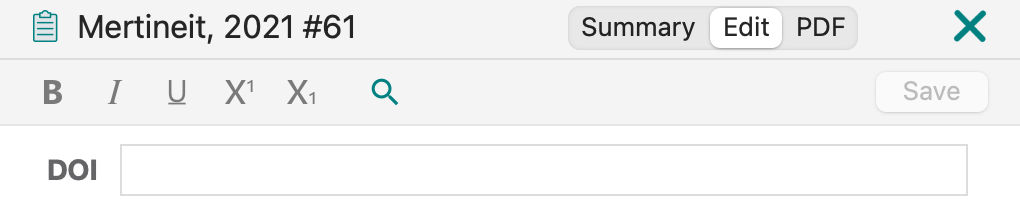 Mertineit, 2021 #61 Summary Edit PDF
B I U X¹ X₁ Save
DOI